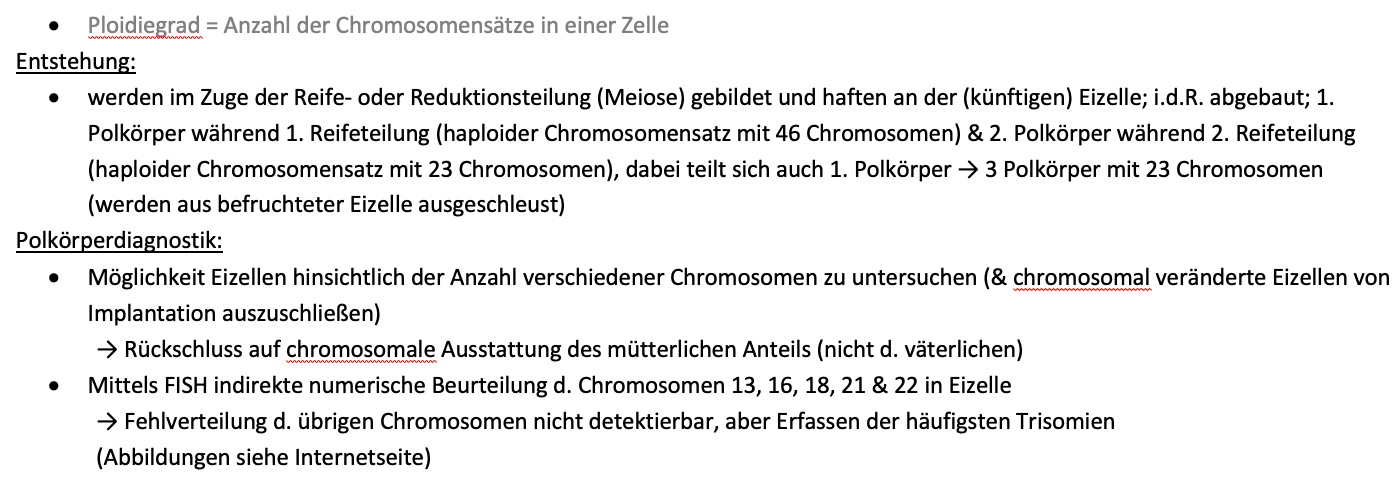 • Ploidiegrad = Anzahl der Chromosomensätze in einer Zelle
Entstehung:
• werden im Zuge der Reife- oder Reduktionsteilung (Meiose) gebildet und haften an der (künftigen) Eizelle; i.d.R. abgebaut; 1.
Polkörper während 1. Reifeteilung (haploider Chromosomensatz mit 46 Chromosomen) & 2. Polkörper während 2. Reifeteilung
(haploider Chromosomensatz mit 23 Chromosomen), dabei teilt sich auch 1. Polkörper → 3 Polkörper mit 23 Chromosomen
(werden aus befruchteter Eizelle ausgeschleust)
Polkörperdiagnostik:
• Möglichkeit Eizellen hinsichtlich der Anzahl verschiedener Chromosomen zu untersuchen (& chromosomal veränderte Eizellen von
Implantation auszuschließen)
→ Rückschluss auf chromosomale Ausstattung des mütterlichen Anteils (nicht d. väterlichen)
• Mittels FISH indirekte numerische Beurteilung d. Chromosomen 13, 16, 18, 21 & 22 in Eizelle
→ Fehlverteilung d. übrigen Chromosomen nicht detektierbar, aber Erfassen der häufigsten Trisomien
(Abbildungen siehe Internetseite)